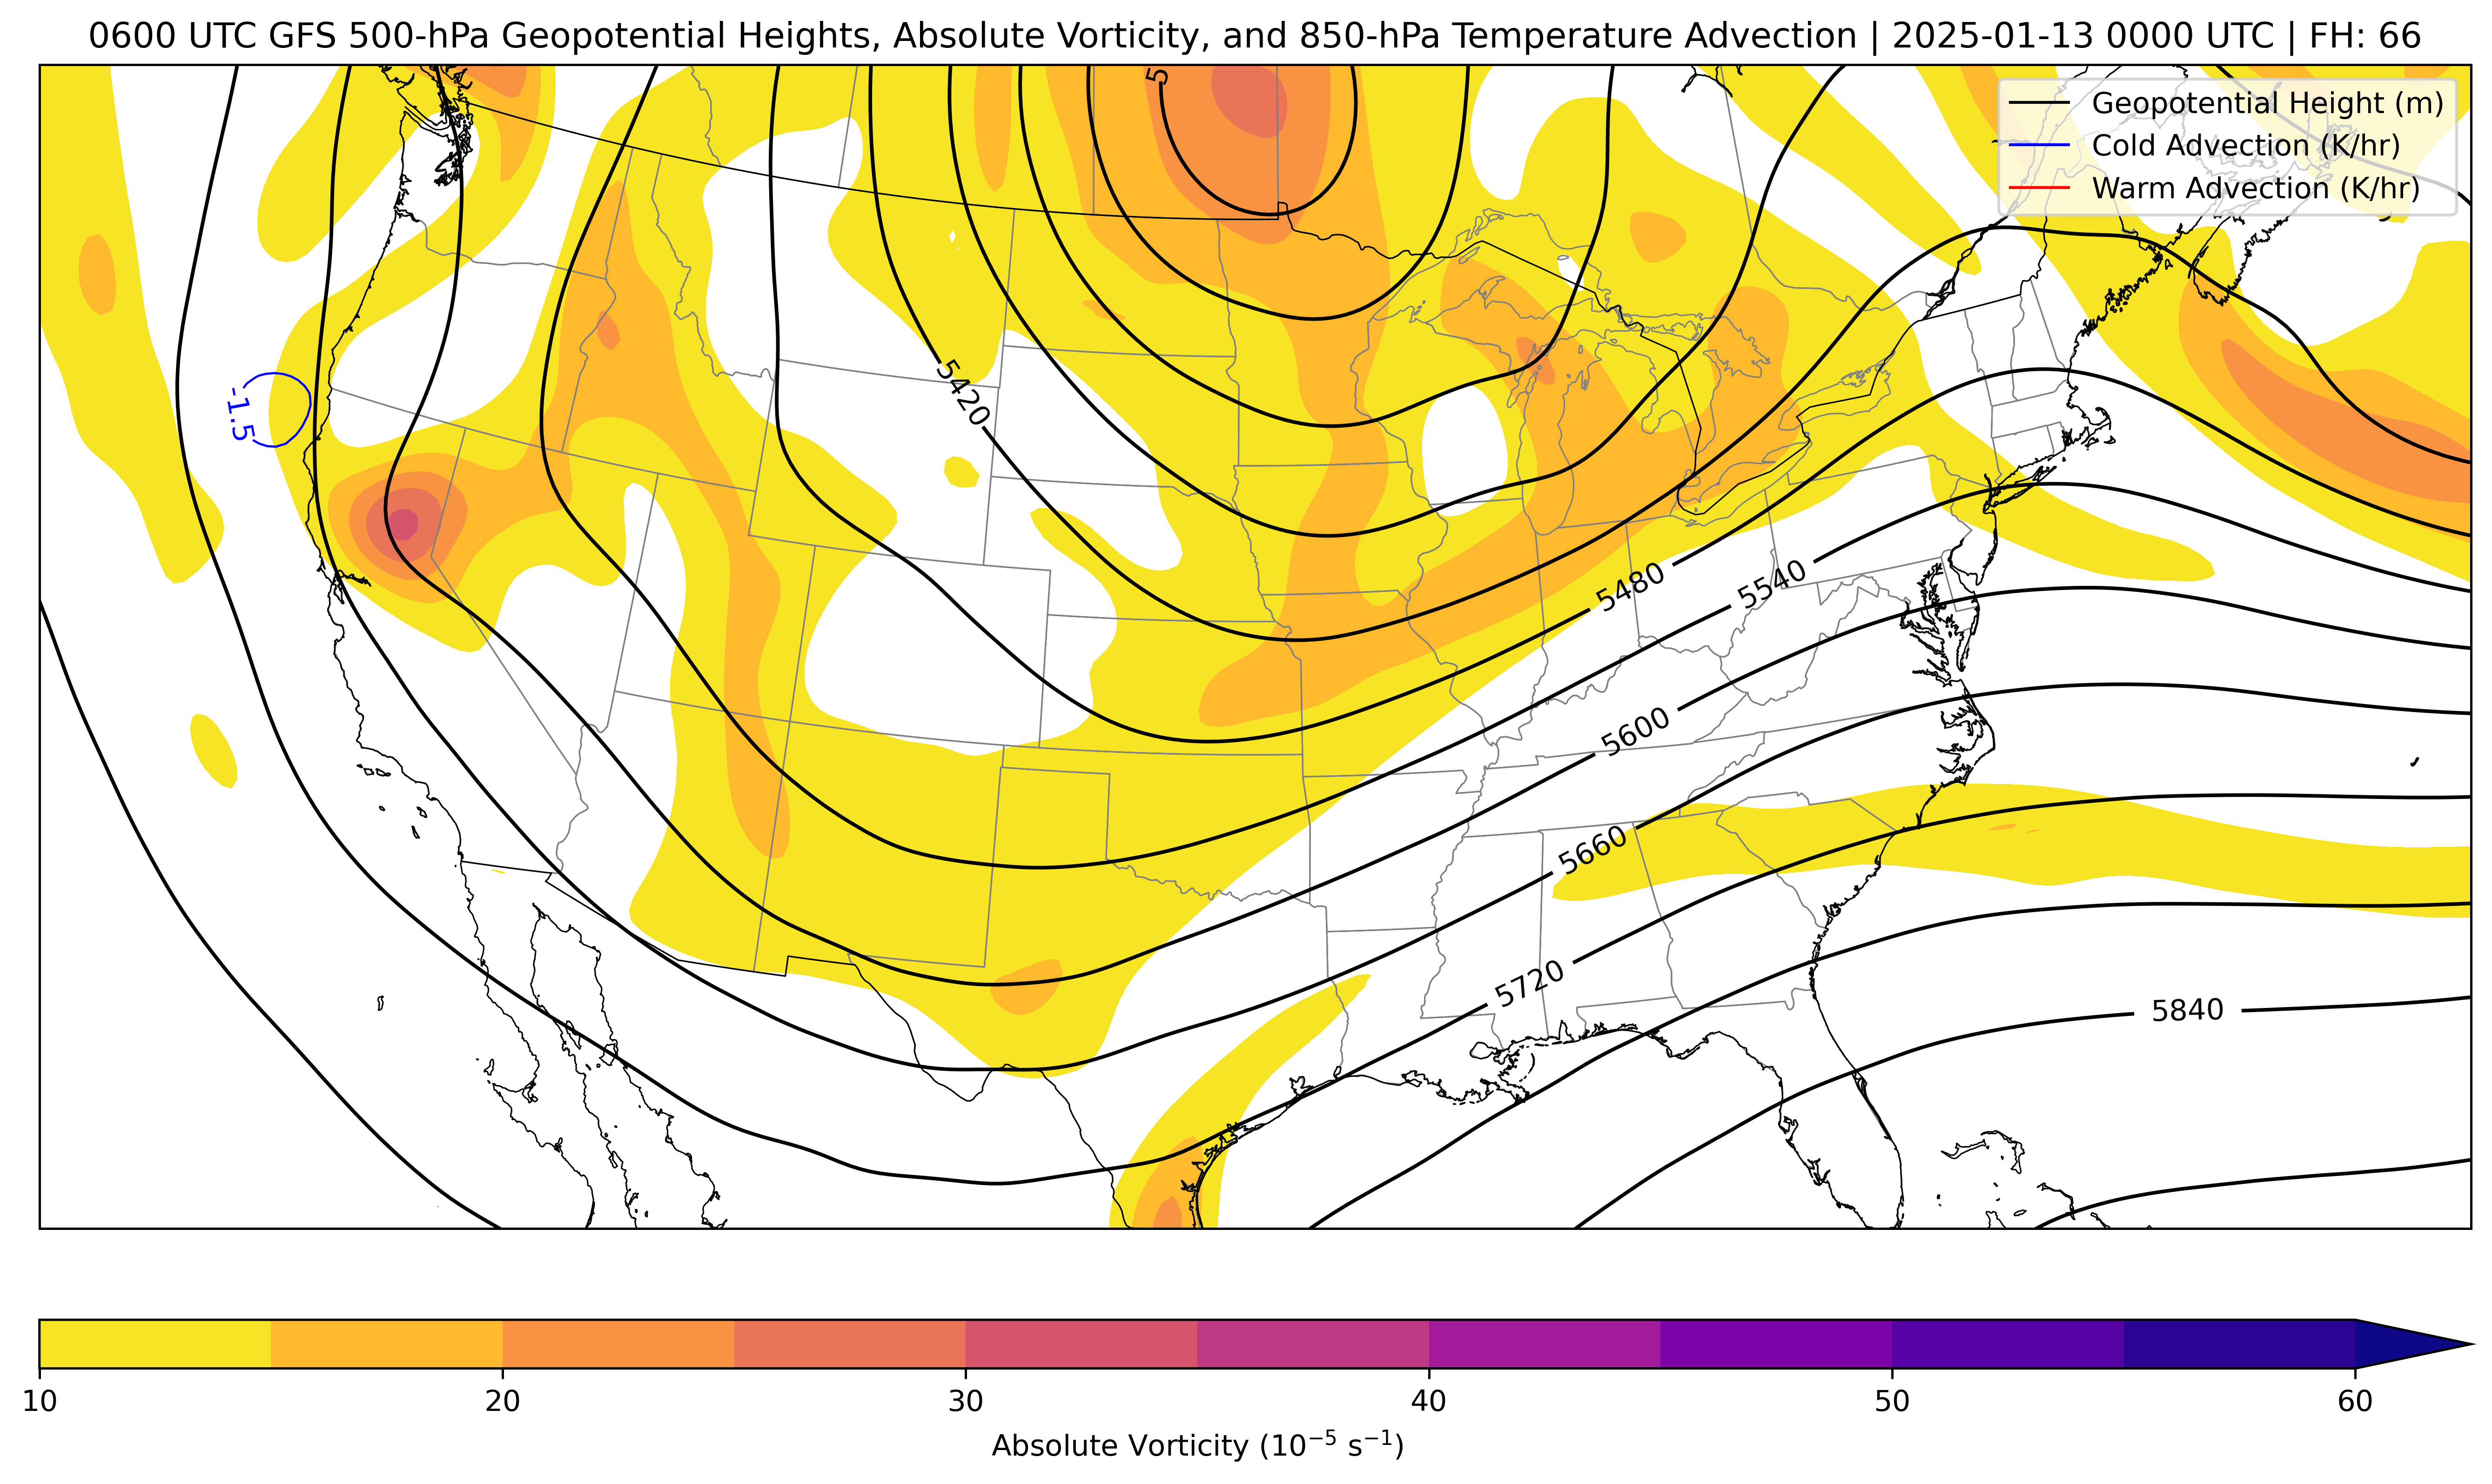 0600 UTC GFS 500-hPa Geopotential Heights, Absolute Vorticity, and 850-hPa Temperature Advection | 2025-01-13 0000 UTC | FH: 66
Geopotential Height (m)
Cold Advection (K/hr)
Warm Advection (K/hr)
5
5420
-1.5
5480
5540
5600
5660
5720
5840
10 20 30 40 50 60
Absolute Vorticity (10⁻⁵ s⁻¹)